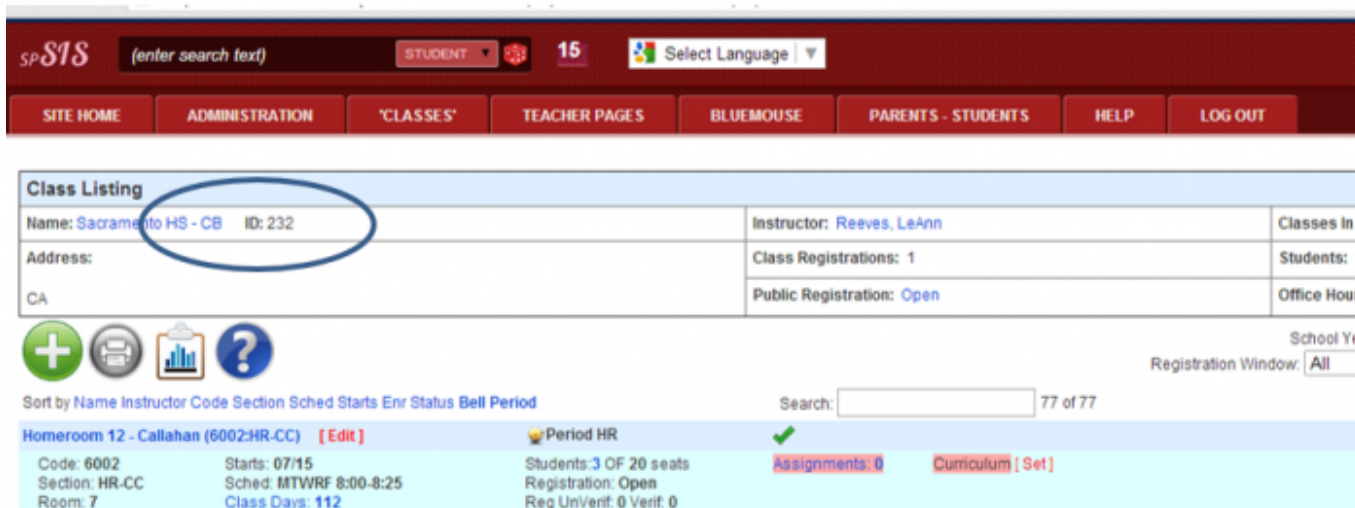 spSIS (enter search text) STUDENT 15 Select Language
SITE HOME ADMINISTRATION 'CLASSES' TEACHER PAGES BLUEMOUSE PARENTS - STUDENTS HELP LOG OUT
Class Listing
Name: Sacramento HS - CB ID: 232 Instructor: Reeves, LeAnn Classes In
Address: Class Registrations: 1 Students:
CA Public Registration: Open Office Hou
School Ye
Registration Window: All
Sort by Name Instructor Code Section Sched Starts Enr Status Bell Period Search: 77 of 77
Homeroom 12 - Callahan (6002:HR-CC) [ Edit ] Period HR
Code: 6002 Starts: 07/15 Students:3 OF 20 seats Assignments: 0 Curriculum [ Set ]
Section: HR-CC Sched: MTWRF 8:00-8:25 Registration: Open
Room: 7 Class Days: 112 Reg UnVerif: 0 Verif: 0